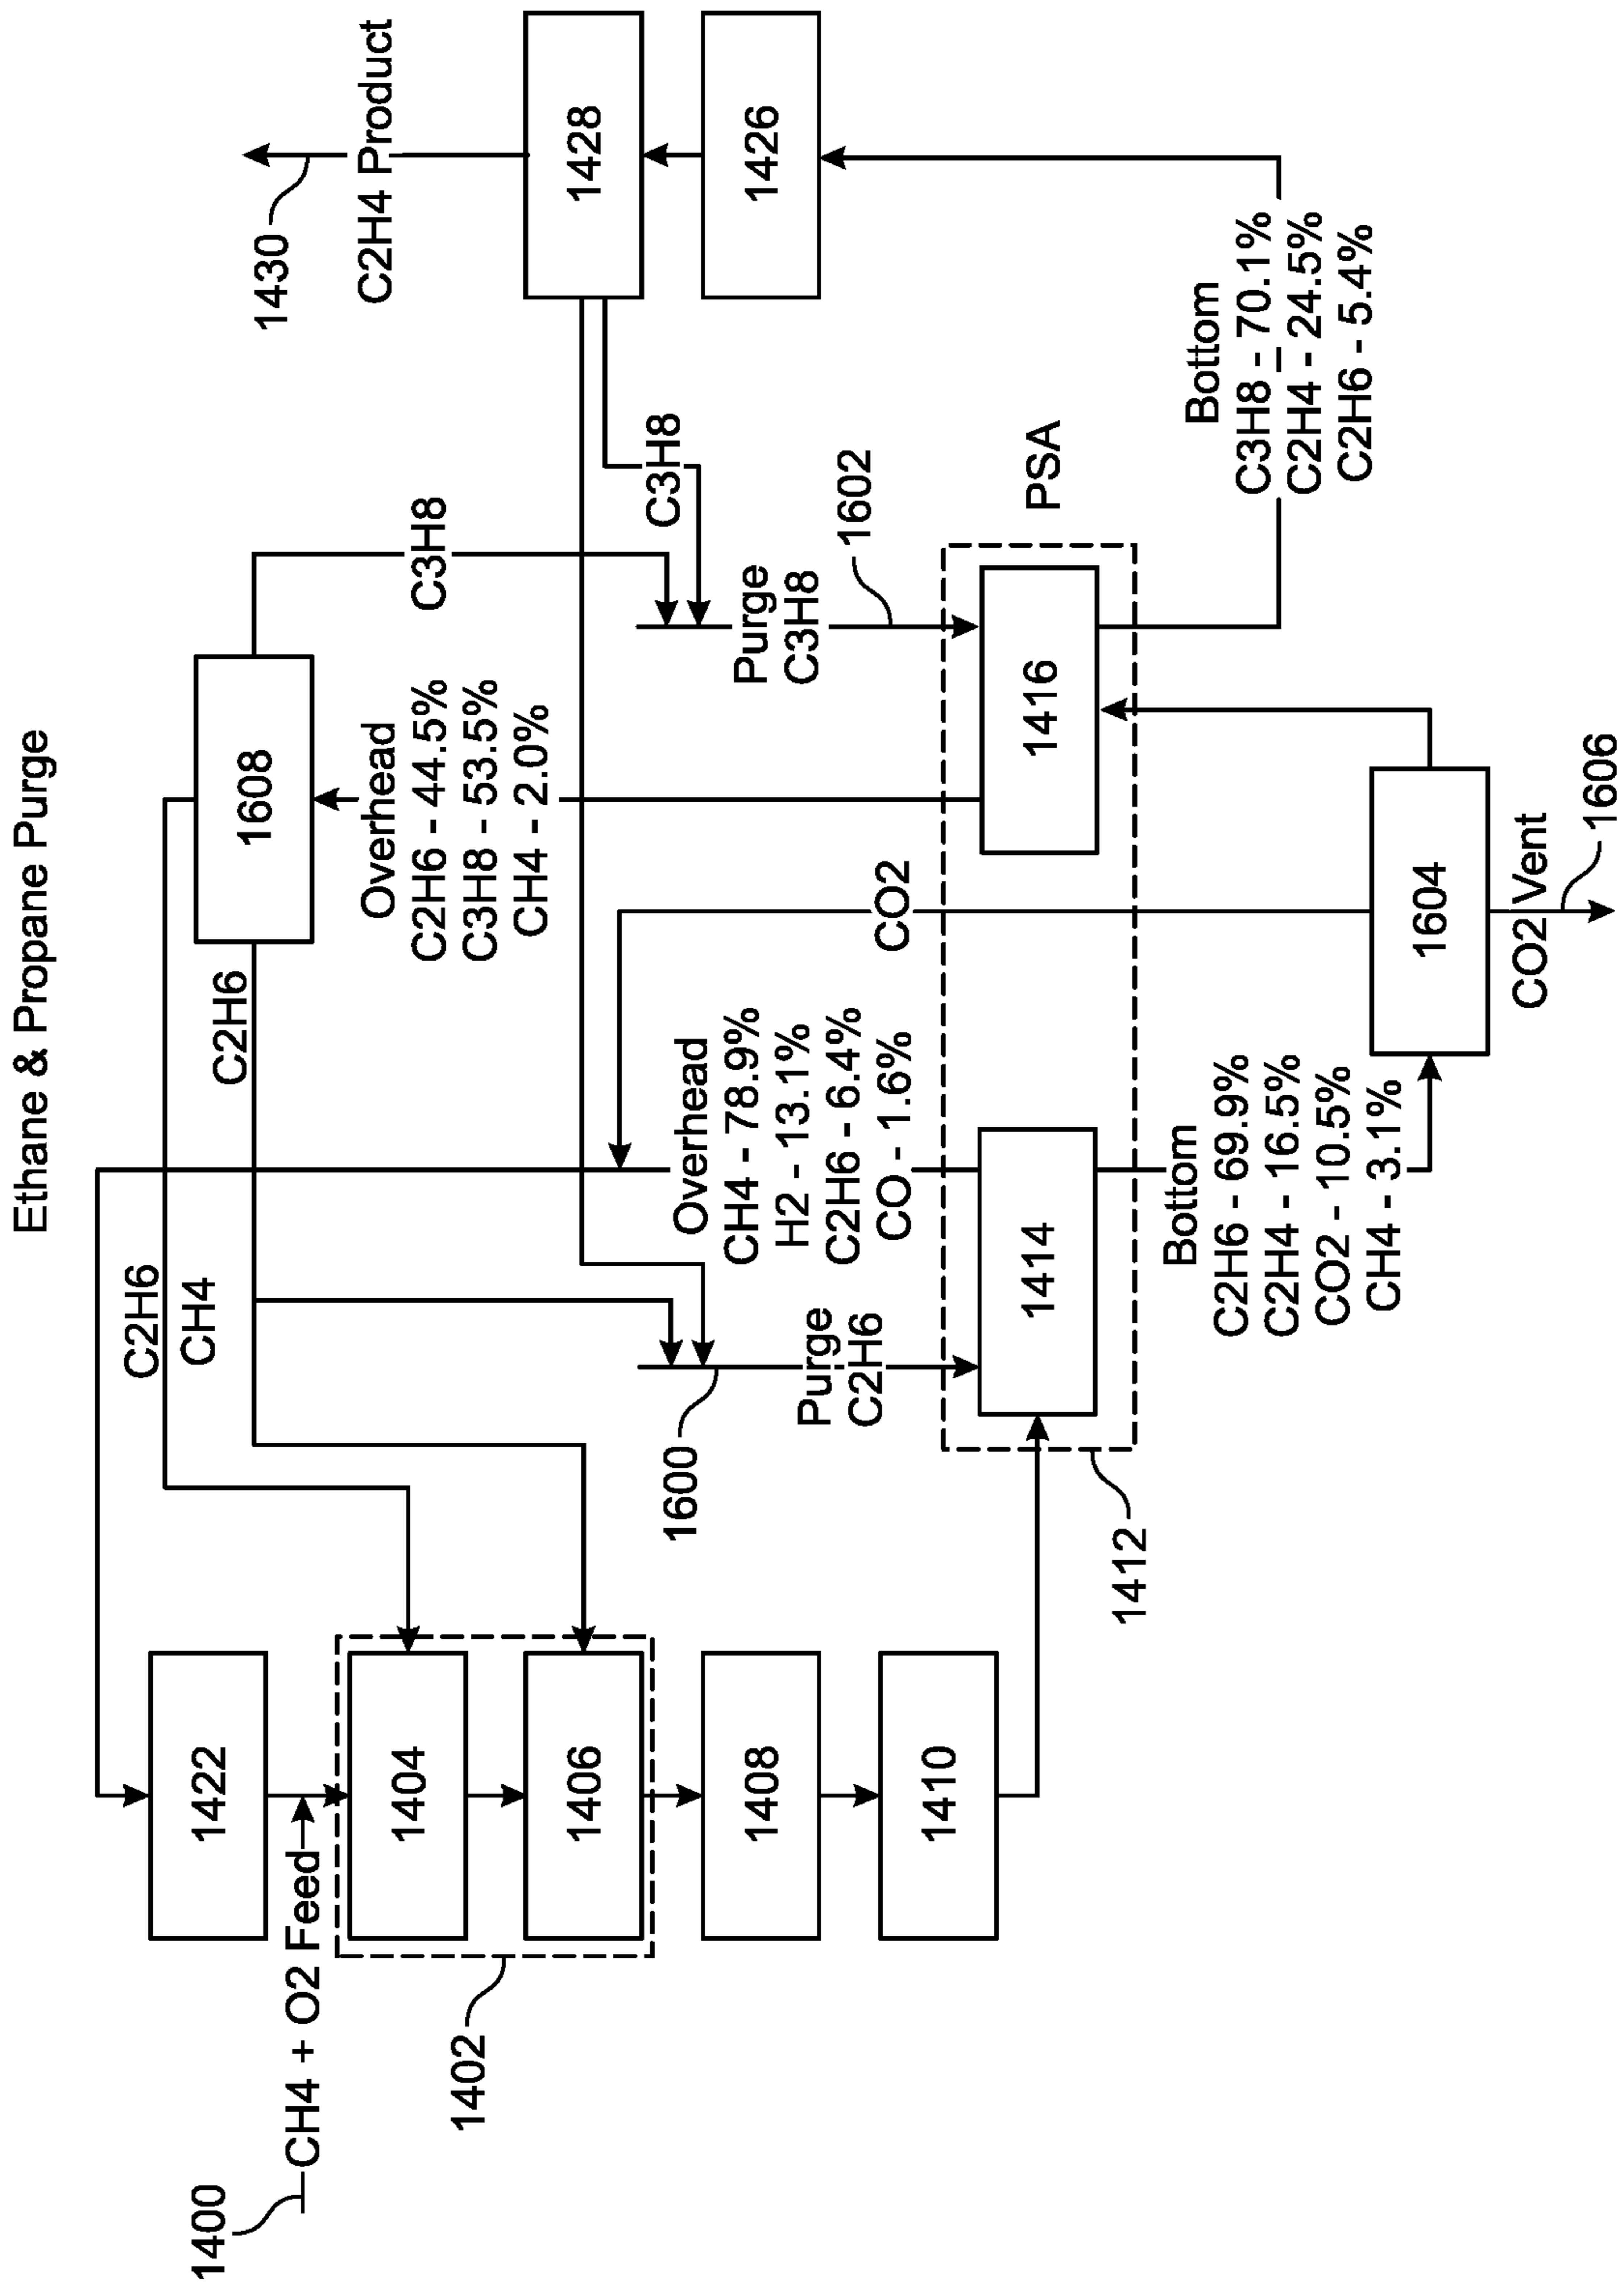 Ethane & Propane Purge
1400
CH4 + O2 Feed
1422
1402
1404
1406
1408
1410
C2H6
CH4
C2H6
1608
C3H8
Overhead
C2H6 - 44.5%
C3H8 - 53.5%
CH4 - 2.0%
1430
C2H4 Product
1428
1426
C3H8
Purge
C3H8
1602
1600
Purge
C2H6
Overhead
CH4 - 78.9%
H2 - 13.1%
C2H6 - 6.4%
CO - 1.6%
CO2
PSA
1412
1414
1416
Bottom
C2H6 - 69.9%
C2H4 - 16.5%
CO2 - 10.5%
CH4 - 3.1%
1604
CO2 Vent
1606
Bottom
C3H8 - 70.1%
C2H4 - 24.5%
C2H6 - 5.4%